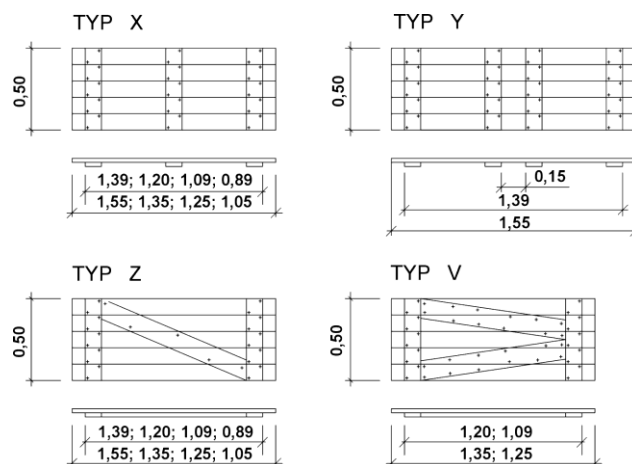 TYP X
0,50
1,39; 1,20; 1,09; 0,89
1,55; 1,35; 1,25; 1,05
TYP Y
0,50
0,15
1,39
1,55
TYP Z
0,50
1,39; 1,20; 1,09; 0,89
1,55; 1,35; 1,25; 1,05
TYP V
0,50
1,20; 1,09
1,35; 1,25